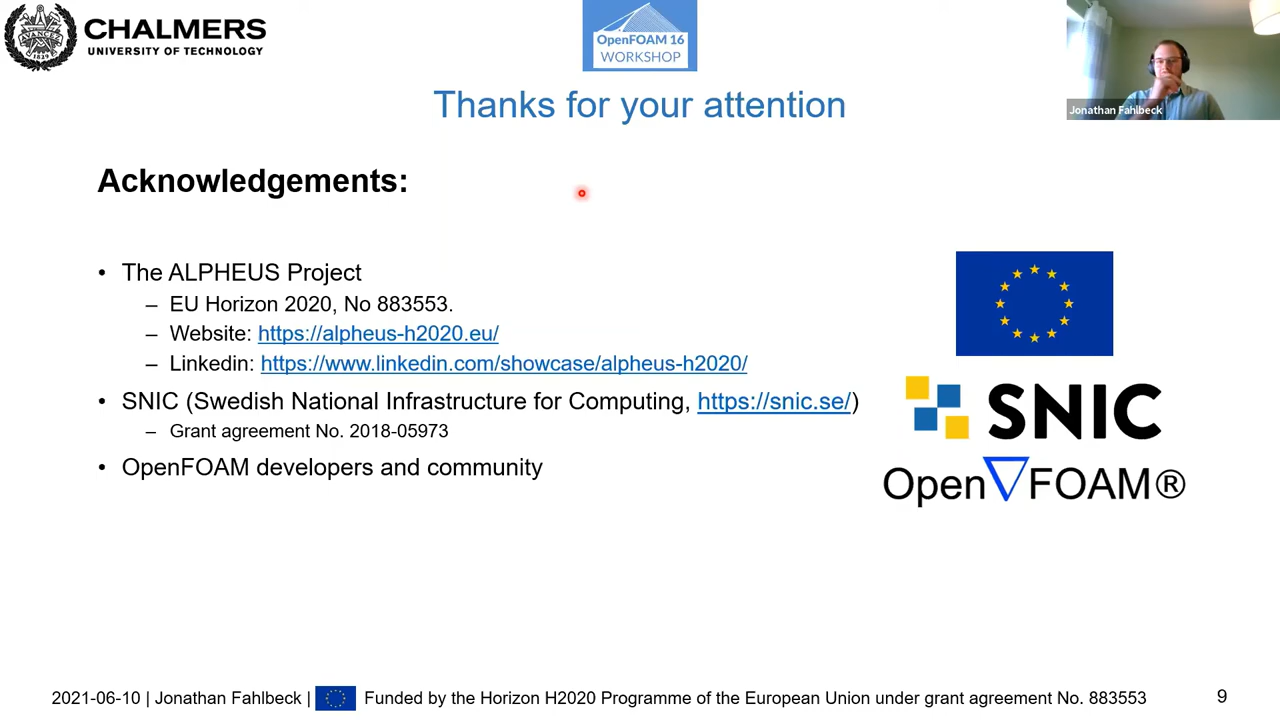 CHALMERS
UNIVERSITY OF TECHNOLOGY
AVANCEZ
1829
OpenFOAM 16
WORKSHOP
Jonathan Fahlbeck
Thanks for your attention
Acknowledgements:
• The ALPHEUS Project
– EU Horizon 2020, No 883553.
– Website: https://alpheus-h2020.eu/
– Linkedin: https://www.linkedin.com/showcase/alpheus-h2020/
• SNIC (Swedish National Infrastructure for Computing, https://snic.se/)
– Grant agreement No. 2018-05973
• OpenFOAM developers and community
SNIC
Open▽FOAM®
2021-06-10 | Jonathan Fahlbeck | Funded by the Horizon H2020 Programme of the European Union under grant agreement No. 883553
9